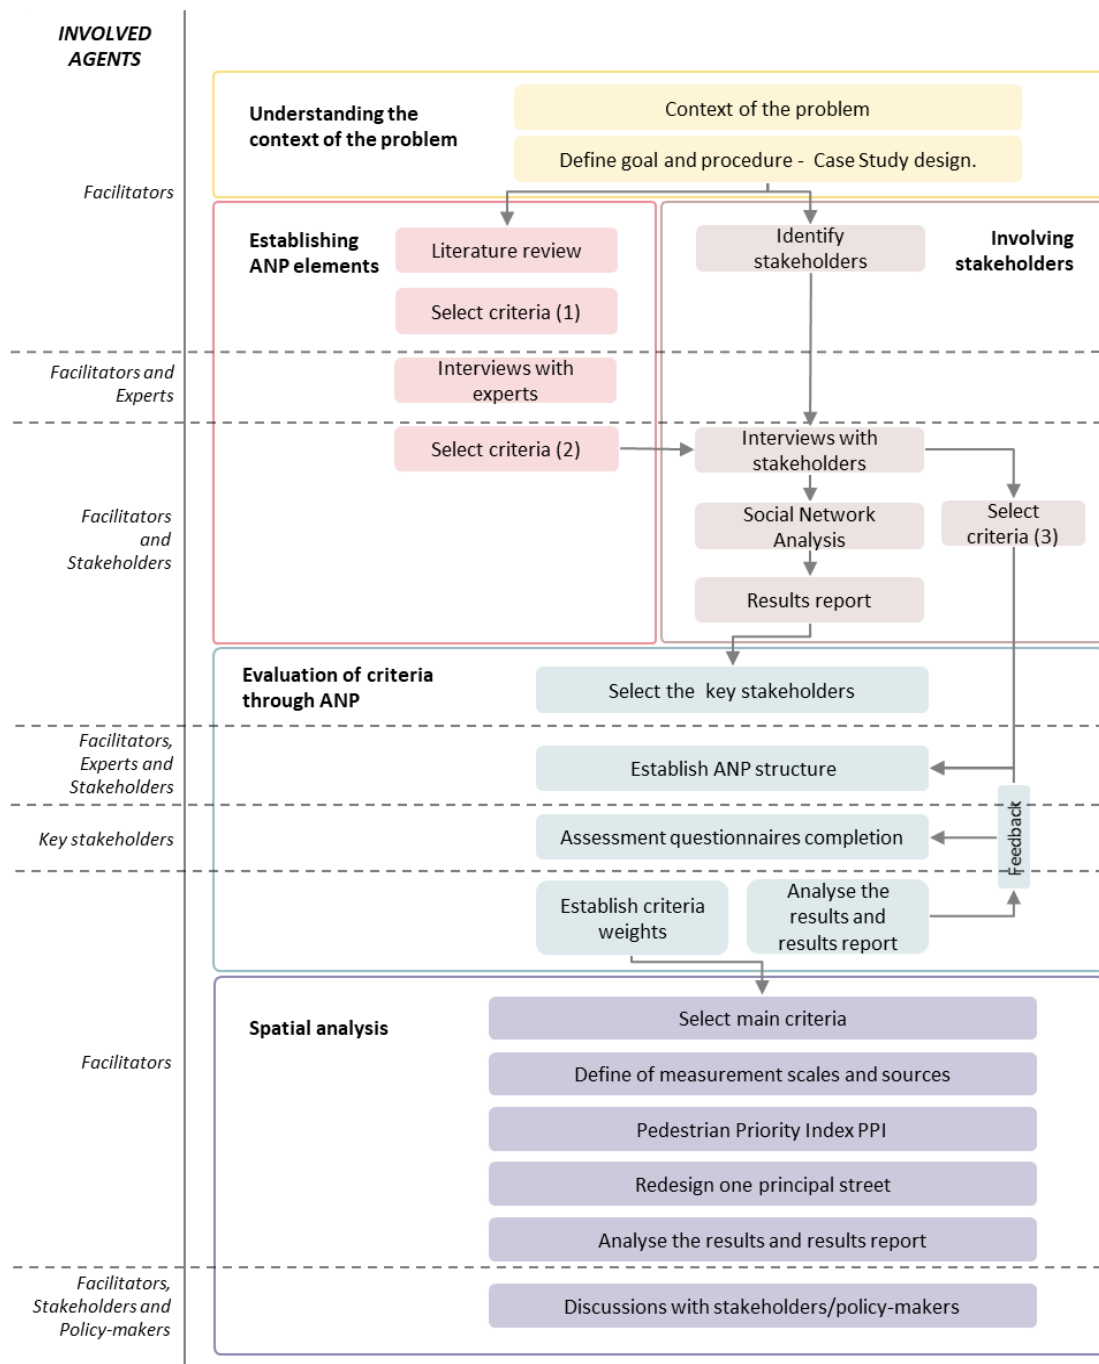 INVOLVED
AGENTS
Understanding the
context of the problem
Context of the problem
Define goal and procedure - Case Study design.
Facilitators
Establishing
ANP elements
Literature review
Select criteria (1)
Identify
stakeholders
Involving
stakeholders
Facilitators and
Experts
Interviews with
experts
Select criteria (2)
Interviews with
stakeholders
Facilitators
and
Stakeholders
Social Network
Analysis
Select
criteria (3)
Results report
Evaluation of criteria
through ANP
Select the key stakeholders
Facilitators,
Experts and
Stakeholders
Establish ANP structure
Key stakeholders
Assessment questionnaires completion
Feedback
Establish criteria
weights
Analyse the
results and
results report
Spatial analysis
Select main criteria
Facilitators
Define of measurement scales and sources
Pedestrian Priority Index PPI
Redesign one principal street
Analyse the results and results report
Facilitators,
Stakeholders and
Policy-makers
Discussions with stakeholders/policy-makers